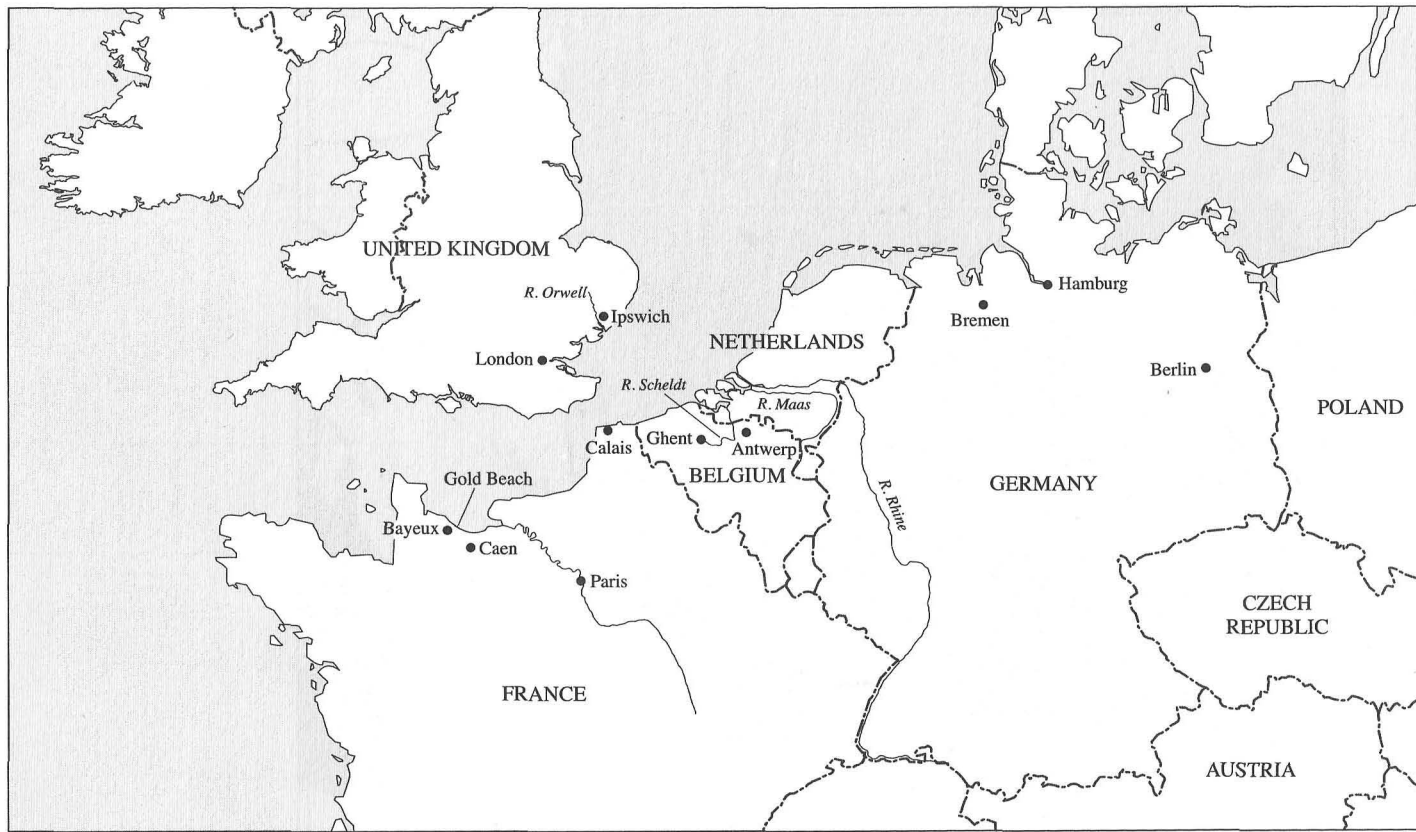 UNITED KINGDOM
R. Orwell
Ipswich
London
NETHERLANDS
R. Scheldt
R. Maas
Hamburg
Bremen
Berlin
POLAND
Calais
Ghent
Antwerp
BELGIUM
Gold Beach
Bayeux
Caen
Paris
R. Rhine
GERMANY
CZECH
REPUBLIC
FRANCE
AUSTRIA